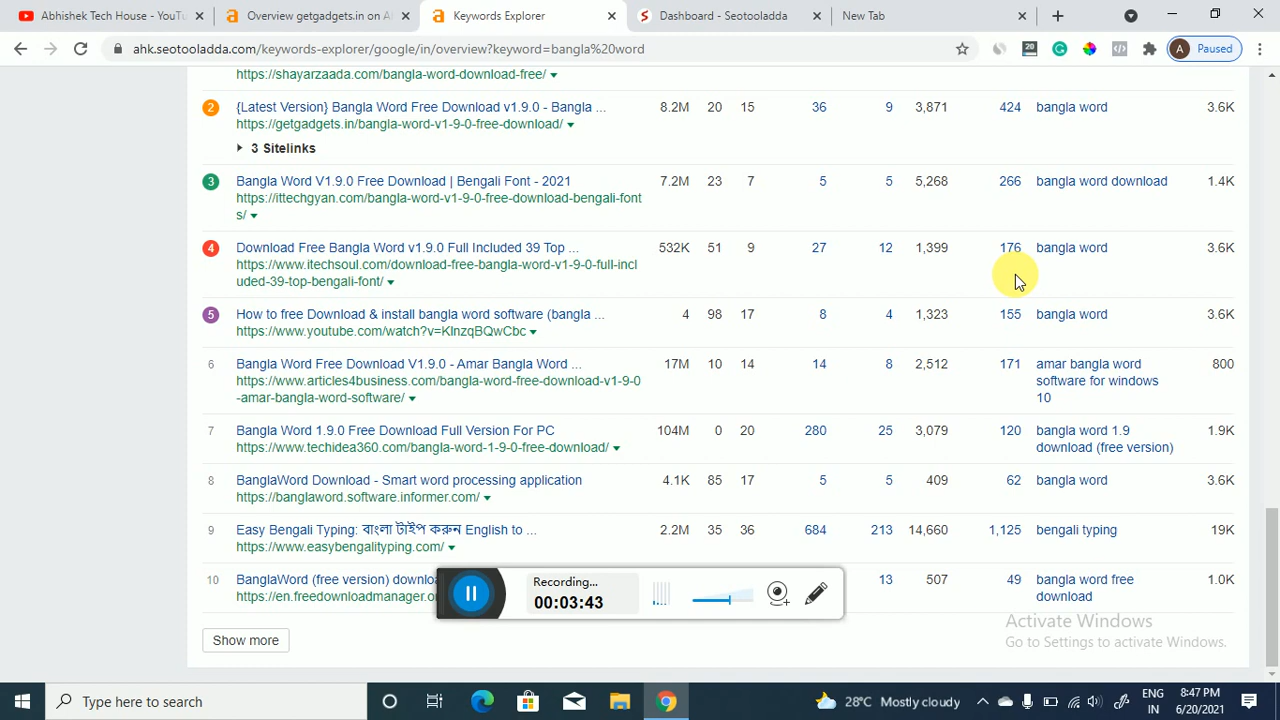 Abhishek Tech House - YouTu
Overview getgadgets.in on A
Keywords Explorer
Dashboard - Seotooladda
New Tab
ahk.seotooladda.com/keywords-explorer/google/in/overview?keyword=bangla%20word
20
A Paused
https://shayarzaada.com/bangla-word-download-free/
2 {Latest Version} Bangla Word Free Download v1.9.0 - Bangla ... 8.2M 20 15 36 9 3,871 424 bangla word 3.6K
https://getgadgets.in/bangla-word-v1-9-0-free-download/
3 Sitelinks
3 Bangla Word V1.9.0 Free Download | Bengali Font - 2021 7.2M 23 7 5 5 5,268 266 bangla word download 1.4K
https://ittechgyan.com/bangla-word-v1-9-0-free-download-bengali-font
s/
4 Download Free Bangla Word v1.9.0 Full Included 39 Top ... 532K 51 9 27 12 1,399 176 bangla word 3.6K
https://www.itechsoul.com/download-free-bangla-word-v1-9-0-full-incl
uded-39-top-bengali-font/
5 How to free Download & install bangla word software (bangla ... 4 98 17 8 4 1,323 155 bangla word 3.6K
https://www.youtube.com/watch?v=KlnzqBQwCbc
6 Bangla Word Free Download V1.9.0 - Amar Bangla Word ... 17M 10 14 14 8 2,512 171 amar bangla word 800
https://www.articles4business.com/bangla-word-free-download-v1-9-0 software for windows
-amar-bangla-word-software/ 10
7 Bangla Word 1.9.0 Free Download Full Version For PC 104M 0 20 280 25 3,079 120 bangla word 1.9 1.9K
https://www.techidea360.com/bangla-word-1-9-0-free-download/ download (free version)
8 BanglaWord Download - Smart word processing application 4.1K 85 17 5 5 409 62 bangla word 3.6K
https://banglaword.software.informer.com/
9 Easy Bengali Typing: বাংলা টাইপ করুন English to ... 2.2M 35 36 684 213 14,660 1,125 bengali typing 19K
https://www.easybengalityping.com/
10 BanglaWord (free version) downlo 13 507 49 bangla word free 1.0K
https://en.freedownloadmanager.o download
Recording...
00:03:43
Show more
Activate Windows
Go to Settings to activate Windows.
Type here to search
28°C Mostly cloudy
ENG
IN
8:47 PM
6/20/2021